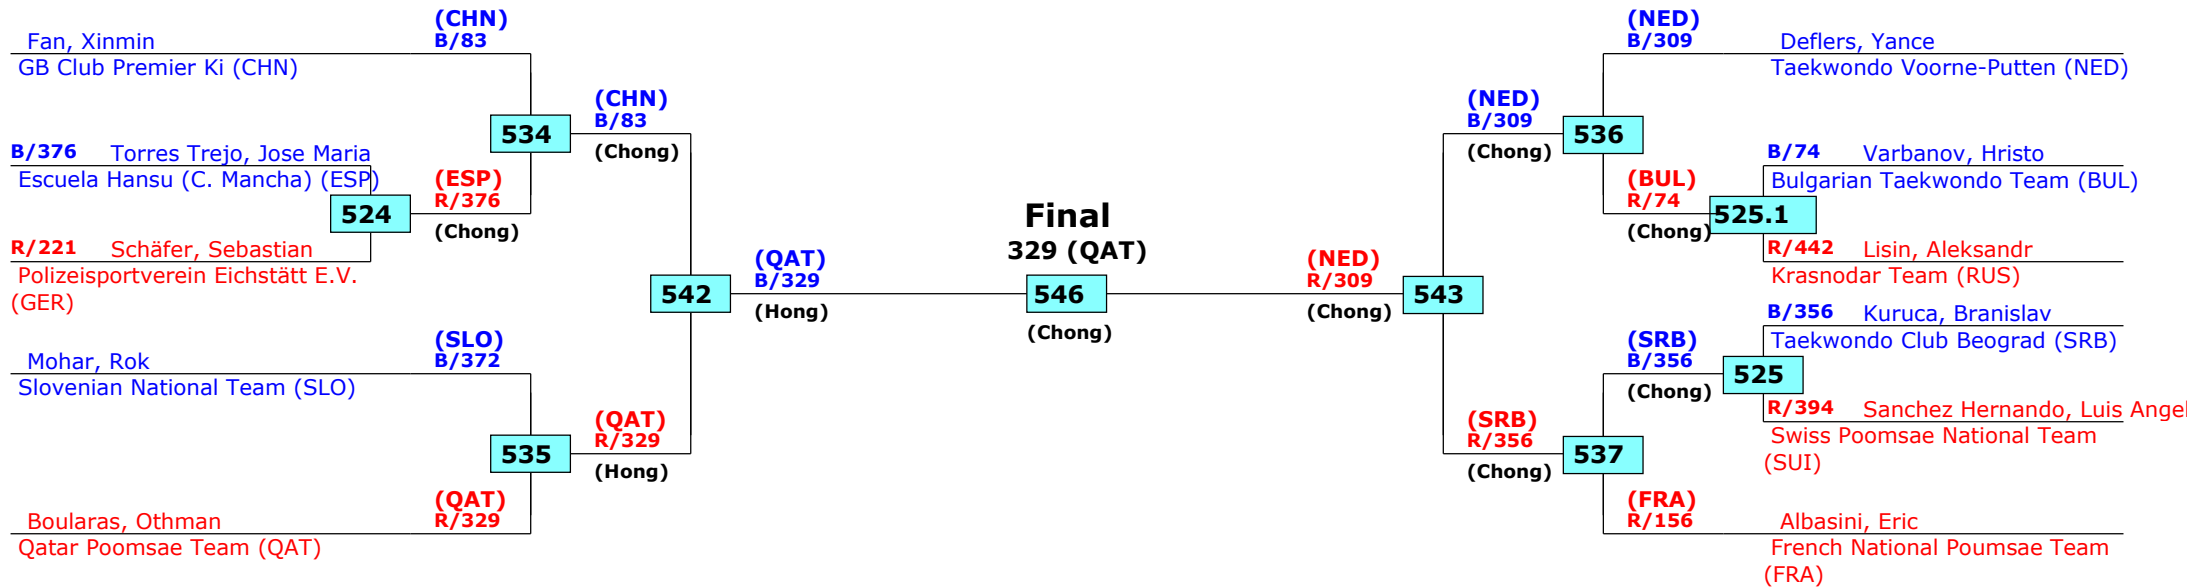 (CHN)
B/83
Fan, Xinmin
GB Club Premier Ki (CHN)
534
(CHN)
B/83
(Chong)
B/376 Torres Trejo, Jose Maria
Escuela Hansu (C. Mancha) (ESP)
524
(ESP)
R/376
(Chong)
R/221 Schäfer, Sebastian
Polizeisportverein Eichstätt E.V.
(GER)
542
(QAT)
B/329
(Hong)
(SLO)
B/372
Mohar, Rok
Slovenian National Team (SLO)
535
(QAT)
R/329
(Hong)
(QAT)
R/329
Boularas, Othman
Qatar Poomsae Team (QAT)
Final
329 (QAT)
546
(Chong)
(NED)
B/309
Deflers, Yance
Taekwondo Voorne-Putten (NED)
(NED)
B/309
(Chong)
536
B/74 Varbanov, Hristo
Bulgarian Taekwondo Team (BUL)
(BUL)
R/74
(Chong)
525.1
R/442 Lisin, Aleksandr
Krasnodar Team (RUS)
(NED)
R/309
(Chong)
543
B/356 Kuruca, Branislav
Taekwondo Club Beograd (SRB)
(SRB)
B/356
(Chong)
525
R/394 Sanchez Hernando, Luis Angel
Swiss Poomsae National Team
(SUI)
(SRB)
R/356
(Chong)
537
(FRA)
R/156
Albasini, Eric
French National Poumsae Team
(FRA)